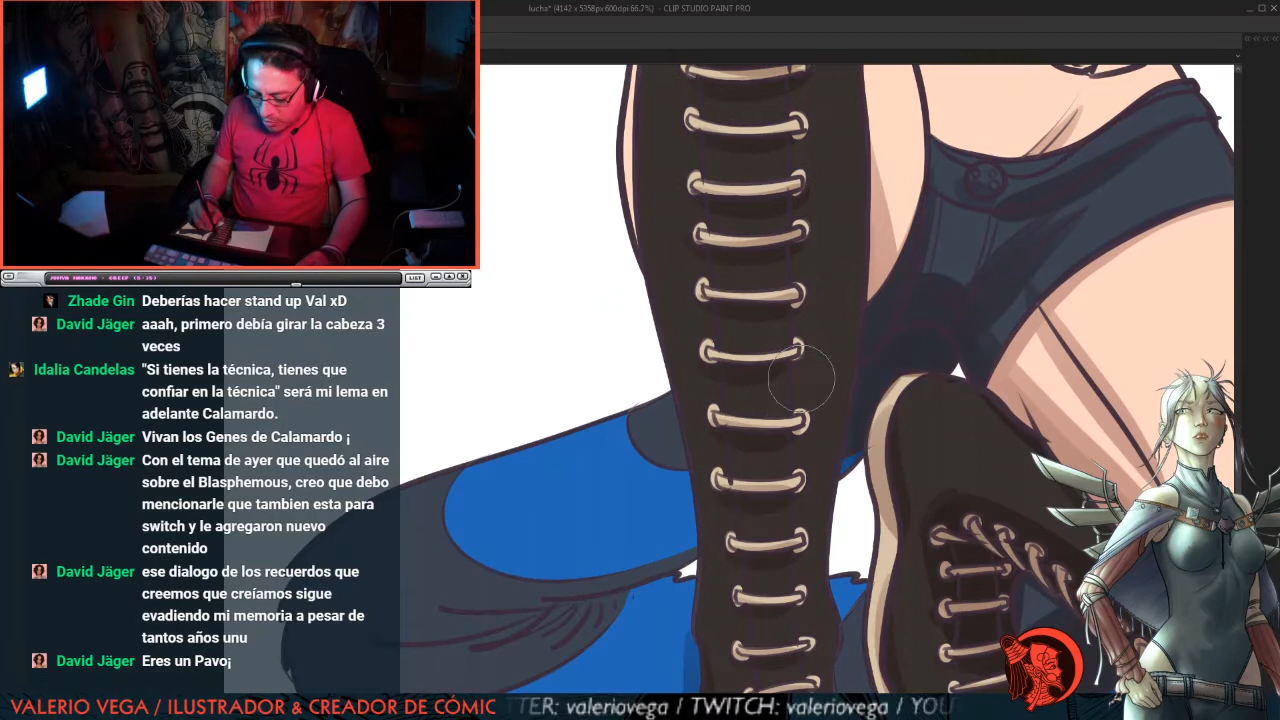 lucha* (4142 x 5358px 600dpi 66.7%) - CLIP STUDIO PAINT PRO
CREEP (5:35)
LIST
Zhade Gin Deberías hacer stand up Val xD
David Jäger aaah, primero debía girar la cabeza 3
veces
Idalia Candelas "Si tienes la técnica, tienes que
confiar en la técnica" será mi lema en
adelante Calamardo.
David Jäger Vivan los Genes de Calamardo ¡
David Jäger Con el tema de ayer que quedó al aire
sobre el Blasphemous, creo que debo
mencionarle que tambien esta para
switch y le agregaron nuevo
contenido
David Jäger ese dialogo de los recuerdos que
creemos que creíamos sigue
evadiendo mi memoria a pesar de
tantos años unu
David Jäger Eres un Pavo¡
VALERIO VEGA / ILUSTRADOR & CREADOR DE CÓMIC
TTER: valeriovega / TWITCH: valeriovega / YOU